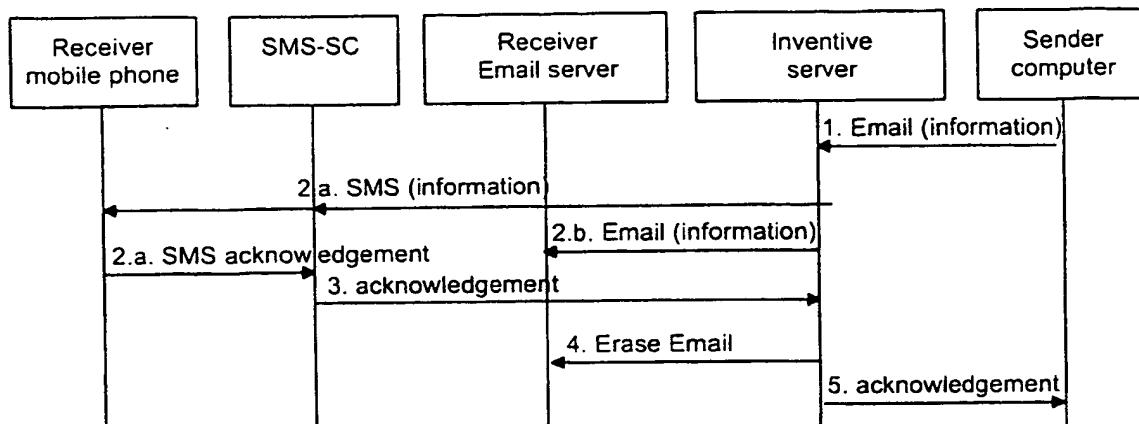 Receiver
mobile phone
SMS-SC
Receiver
Email server
Inventive
server
Sender
computer
1. Email (information)
2.a. SMS (information)
2.b. Email (information)
2.a. SMS acknowledgement
3. acknowledgement
4. Erase Email
5. acknowledgement